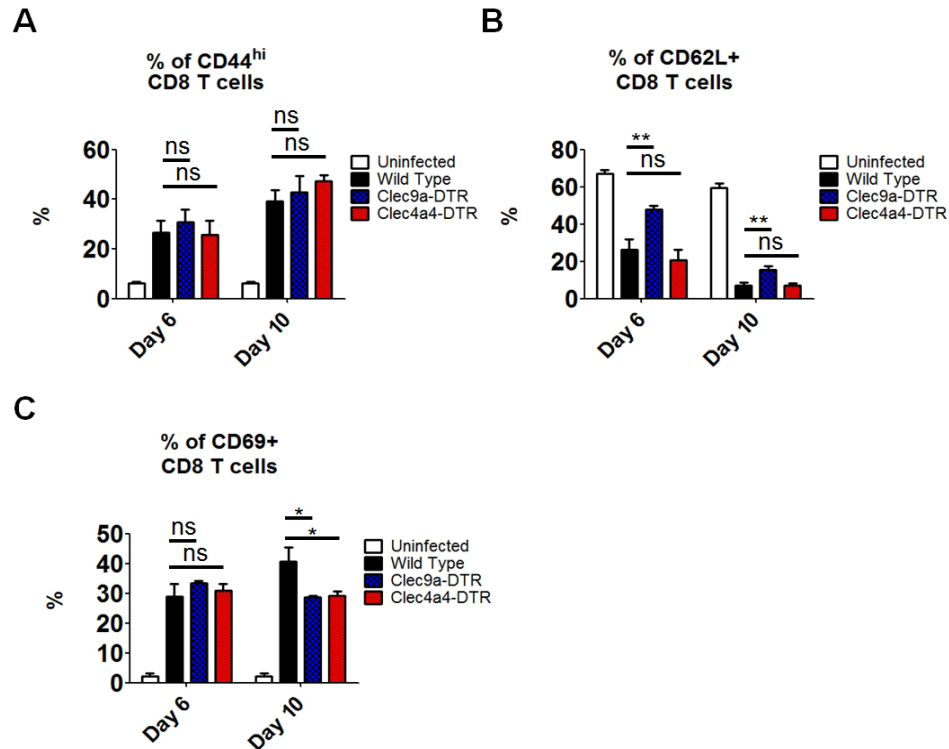 A
% of CD44hi
CD8 T cells
ns
ns
ns
ns
60
40
20
0
%
Day 6
Day 10
Uninfected
Wild Type
Clec9a-DTR
Clec4a4-DTR
B
% of CD62L+
CD8 T cells
**
ns
**
ns
80
60
40
20
0
%
Day 6
Day 10
Uninfected
Wild Type
Clec9a-DTR
Clec4a4-DTR
C
% of CD69+
CD8 T cells
ns
ns
*
*
50
40
30
20
10
0
%
Day 6
Day 10
Uninfected
Wild Type
Clec9a-DTR
Clec4a4-DTR